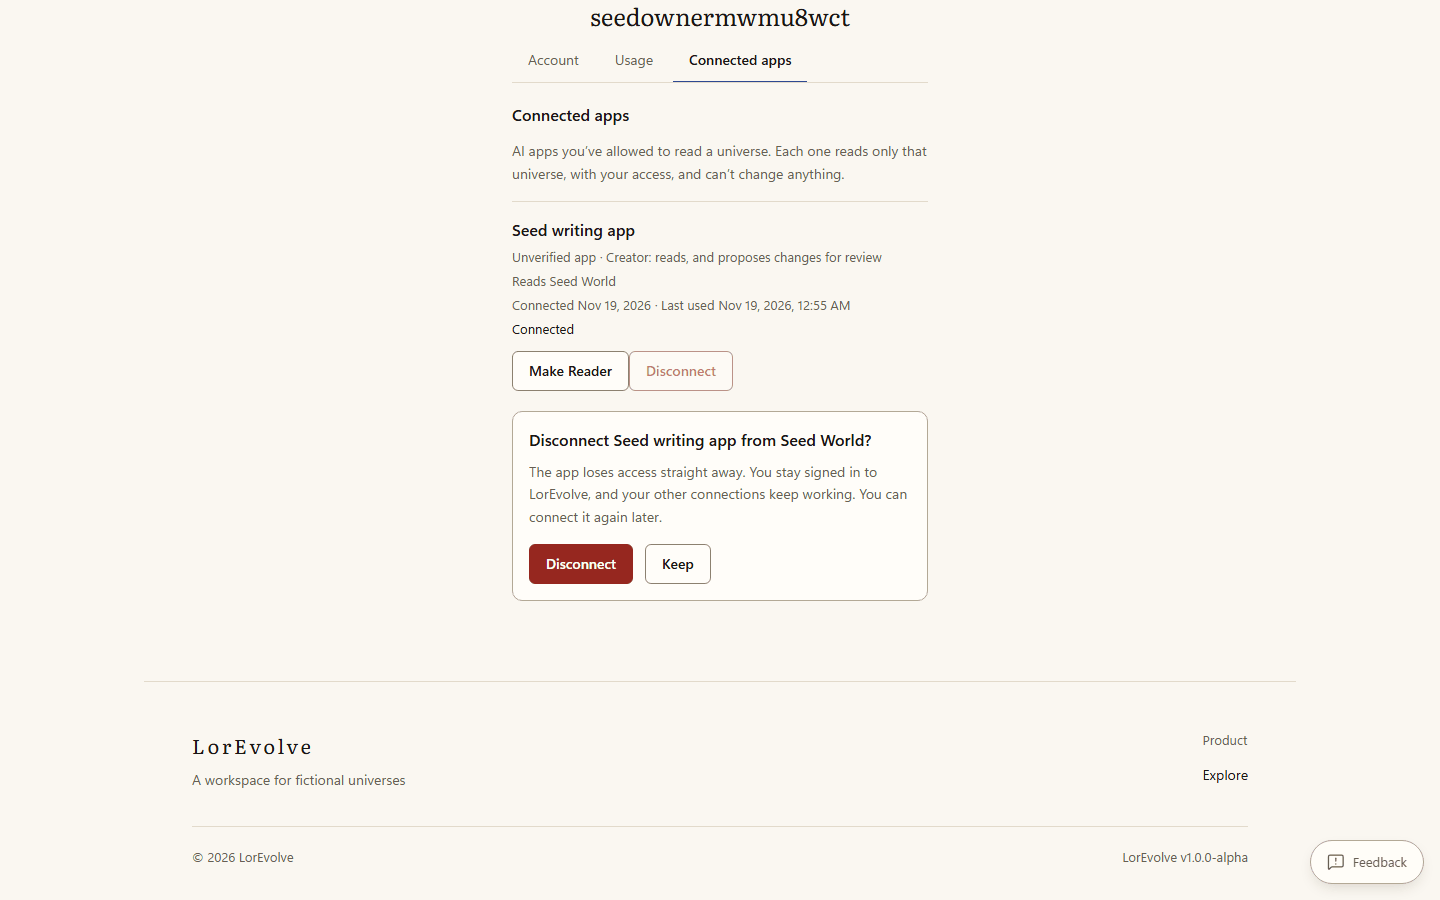 seedownermwmu8wct
Account
Usage
Connected apps
Connected apps
AI apps you've allowed to read a universe. Each one reads only that
universe, with your access, and can't change anything.
Seed writing app
Unverified app · Creator: reads, and proposes changes for review
Reads Seed World
Connected Nov 19, 2026 · Last used Nov 19, 2026, 12:55 AM
Connected
Make Reader
Disconnect
Disconnect Seed writing app from Seed World?
The app loses access straight away. You stay signed in to
LorEvolve, and your other connections keep working. You can
connect it again later.
Disconnect
Keep
LorEvolve
A workspace for fictional universes
Product
Explore
© 2026 LorEvolve
LorEvolve v1.0.0-alpha
Feedback